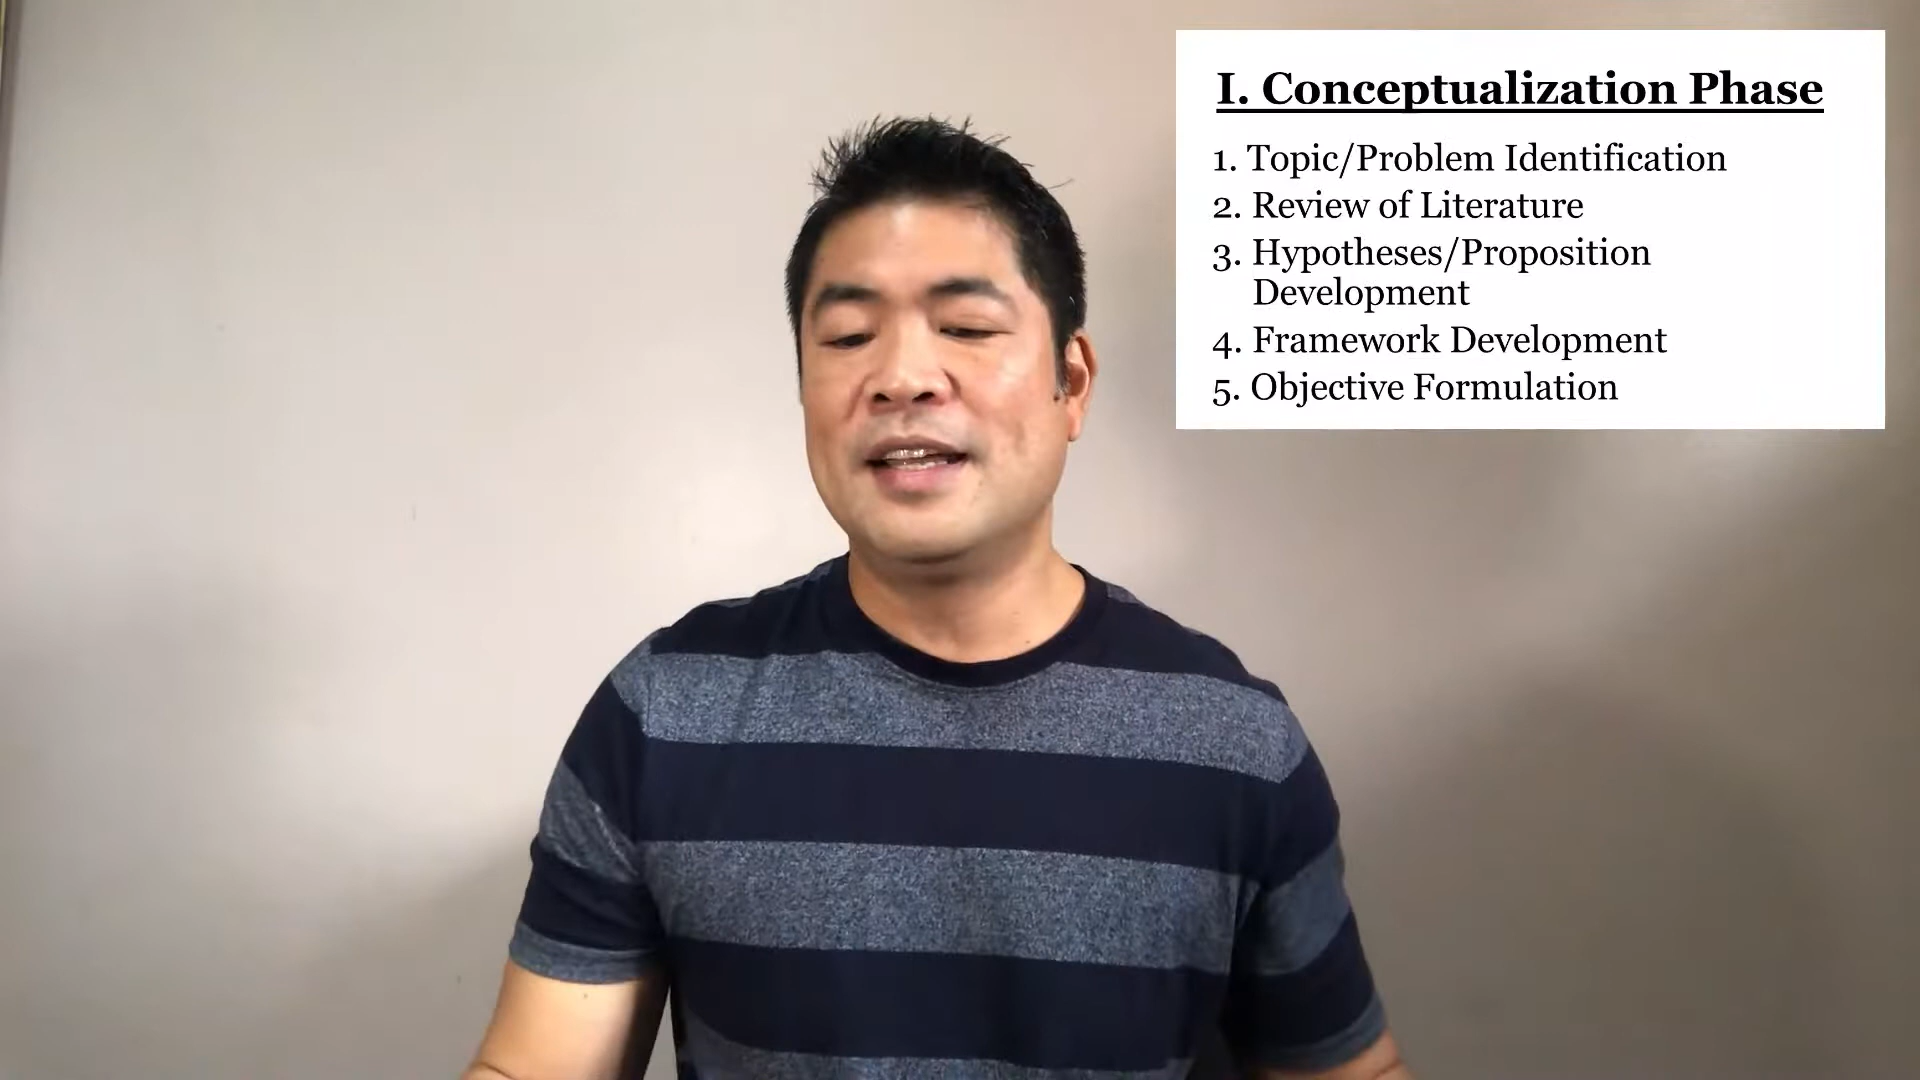 I. Conceptualization Phase
1. Topic/Problem Identification
2. Review of Literature
3. Hypotheses/Proposition
Development
4. Framework Development
5. Objective Formulation